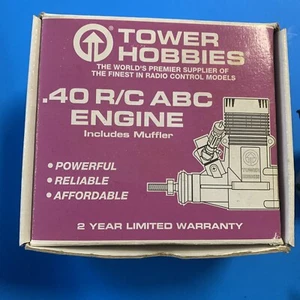 TOWER
HOBBIES®
THE WORLD'S PREMIER SUPPLIER OF
THE FINEST IN RADIO CONTROL MODELS
.40 R/C ABC
ENGINE
Includes Muffler
• POWERFUL
• RELIABLE
• AFFORDABLE
2 YEAR LIMITED WARRANTY